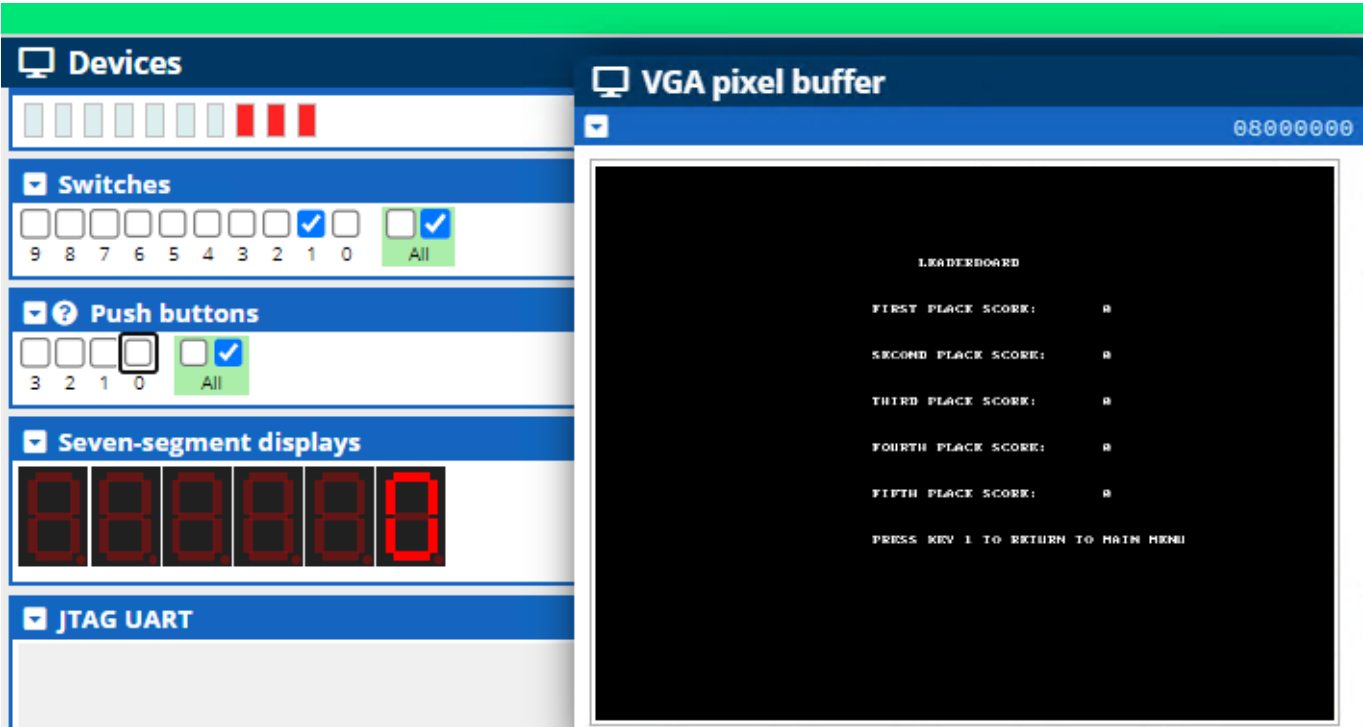 Devices
Switches
9 8 7 6 5 4 3 2 1 0 All
Push buttons
3 2 1 0 All
Seven-segment displays
0
JTAG UART
VGA pixel buffer
08000000
LEADERBOARD
FIRST PLACE SCORE: 0
SECOND PLACE SCORE: 0
THIRD PLACE SCORE: 0
FOURTH PLACE SCORE: 0
FIFTH PLACE SCORE: 0
PRESS KEY 1 TO RETURN TO MAIN MENU